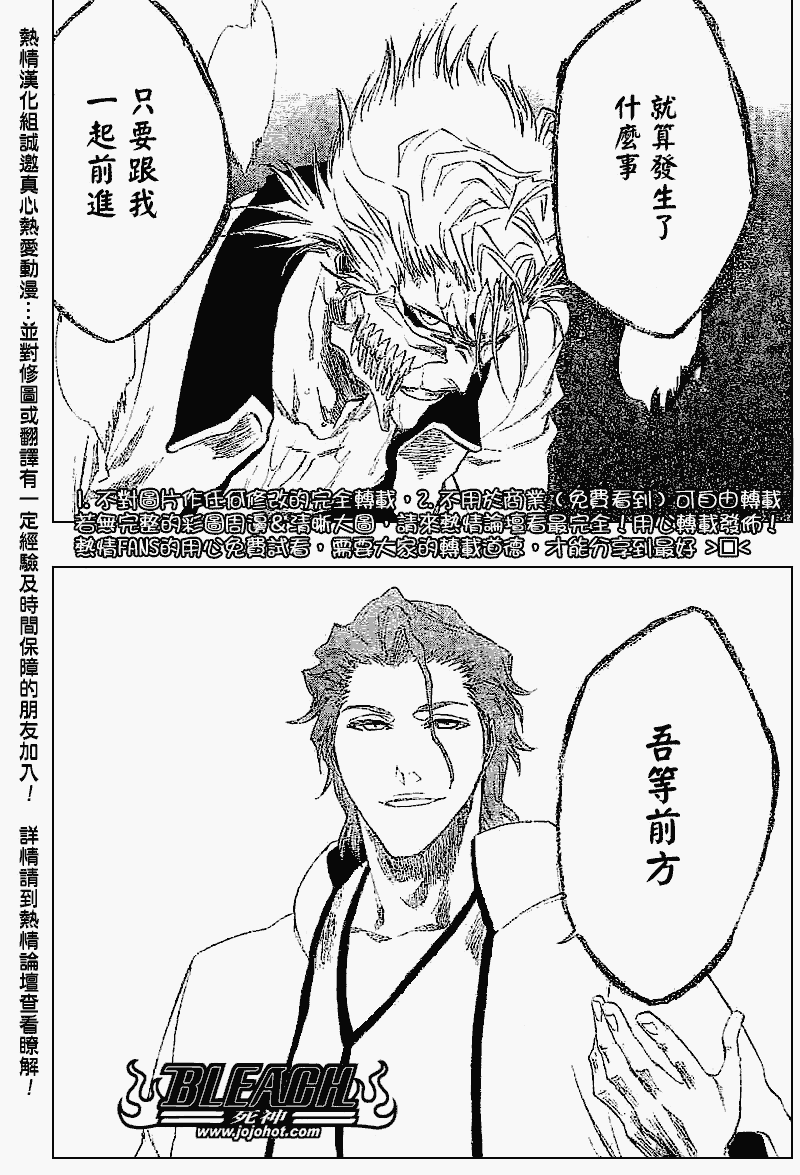 就算發生了
什麼事
只要跟我
一起前進
1. 不對圖片作任何修改的完全轉載，2. 不用於商業（免費看到）可自由轉載
若無完整的彩圖周漫&清晰大圖，請來熱情論壇看最完全！用心轉載發佈！
熱情FANS的用心免費試看，需要大家的轉載道德，才能分享到最好 >口<
吾等前方
熱情漢化組誠邀真心熱愛動漫…並對修圖或翻譯有一定經驗及時間保障的朋友加入！ 詳情請到熱情論壇查看瞭解！
BLEACH
死神
www.jojohot.com